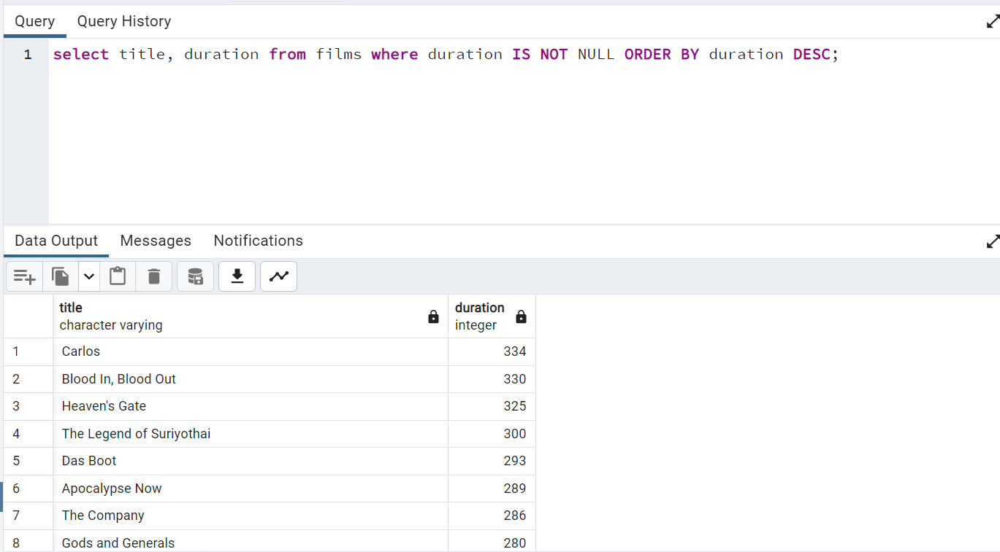 Query Query History
1 select title, duration from films where duration IS NOT NULL ORDER BY duration DESC;
Data Output Messages Notifications
title duration
character varying integer
1 Carlos 334
2 Blood In, Blood Out 330
3 Heaven's Gate 325
4 The Legend of Suriyothai 300
5 Das Boot 293
6 Apocalypse Now 289
7 The Company 286
8 Gods and Generals 280